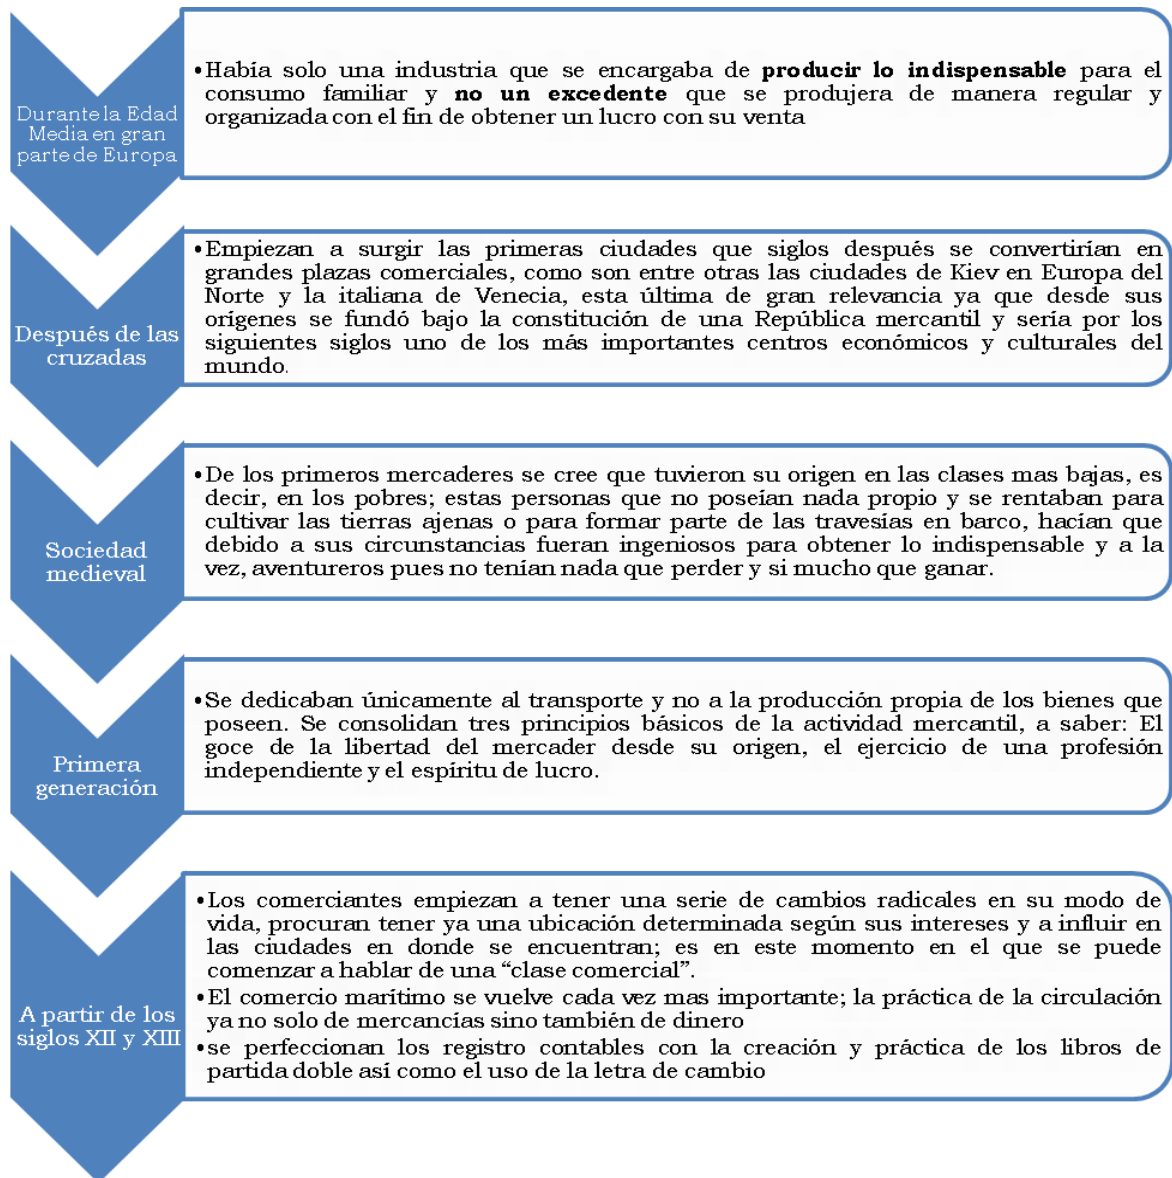 Durante la Edad
Media en gran
parte de Europa
•Había solo una industria que se encargaba de producir lo indispensable para el
consumo familiar y no un excedente que se produjera de manera regular y
organizada con el fin de obtener un lucro con su venta
Después de las
cruzadas
•Empiezan a surgir las primeras ciudades que siglos después se convertirían en
grandes plazas comerciales, como son entre otras las ciudades de Kiev en Europa del
Norte y la italiana de Venecia, esta última de gran relevancia ya que desde sus
orígenes se fundó bajo la constitución de una República mercantil y sería por los
siguientes siglos uno de los más importantes centros económicos y culturales del
mundo.
Sociedad
medieval
•De los primeros mercaderes se cree que tuvieron su origen en las clases mas bajas, es
decir, en los pobres; estas personas que no poseían nada propio y se rentaban para
cultivar las tierras ajenas o para formar parte de las travesías en barco, hacían que
debido a sus circunstancias fueran ingeniosos para obtener lo indispensable y a la
vez, aventureros pues no tenían nada que perder y si mucho que ganar.
Primera
generación
•Se dedicaban únicamente al transporte y no a la producción propia de los bienes que
poseen. Se consolidan tres principios básicos de la actividad mercantil, a saber: El
goce de la libertad del mercader desde su origen, el ejercicio de una profesión
independiente y el espíritu de lucro.
A partir de los
siglos XII y XIII
•Los comerciantes empiezan a tener una serie de cambios radicales en su modo de
vida, procuran tener ya una ubicación determinada según sus intereses y a influir en
las ciudades en donde se encuentran; es en este momento en el que se puede
comenzar a hablar de una “clase comercial”.
•El comercio marítimo se vuelve cada vez mas importante; la práctica de la circulación
ya no solo de mercancías sino también de dinero
•se perfeccionan los registro contables con la creación y práctica de los libros de
partida doble así como el uso de la letra de cambio